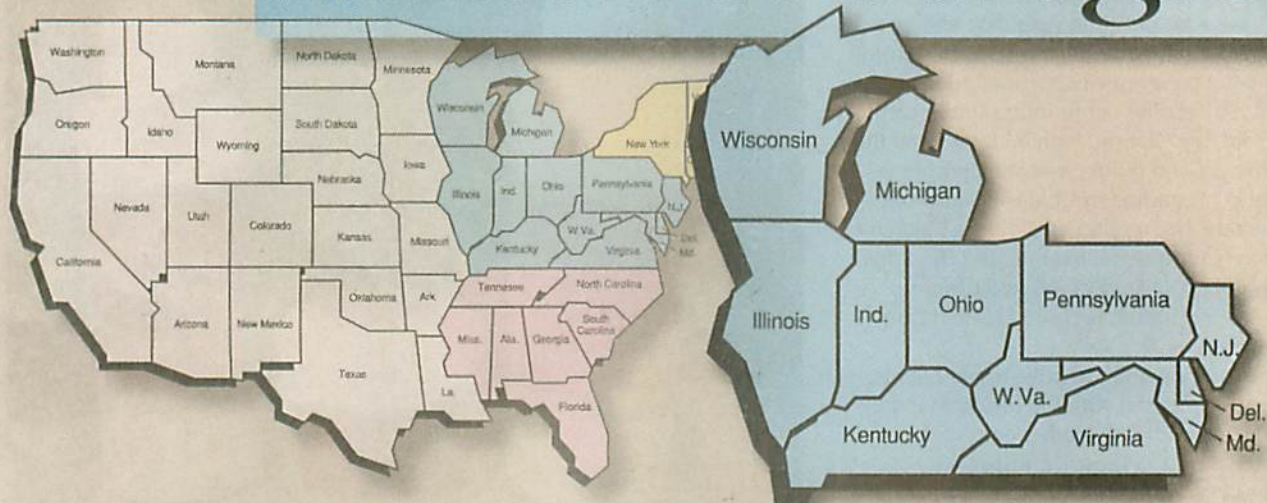 Washington
Montana
North Dakota
Minnesota
Oregon
Idaho
Wyoming
South Dakota
Wisconsin
Michigan
New York
Nevada
Utah
Colorado
Nebraska
Iowa
Illinois
Ind.
Ohio
Pennsylvania
N.J.
California
Kansas
Missouri
Kentucky
W.Va.
Virginia
Del.
Md.
Arizona
New Mexico
Oklahoma
Ark.
Tennesee
North Carolina
South
Carolina
Texas
La.
Miss.
Ala.
Georgia
Florida
Wisconsin
Michigan
Illinois
Ind.
Ohio
Pennsylvania
N.J.
W.Va.
Kentucky
Virginia
Del.
Md.